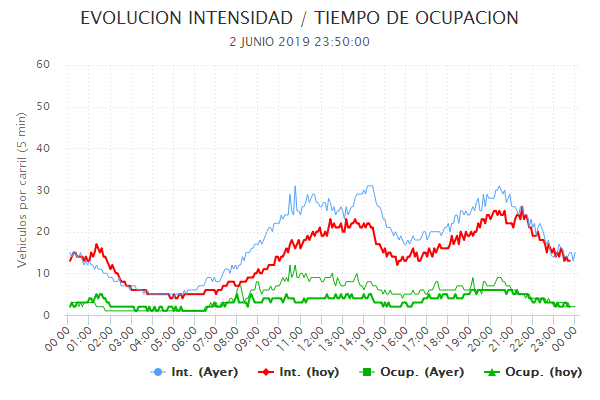 EVOLUCION INTENSIDAD / TIEMPO DE OCUPACION
2 JUNIO 2019 23:50:00
Vehículos por carril (5 min)
60
50
40
30
20
10
0
00:00 01:00 02:00 03:00 04:00 05:00 06:00 07:00 08:00 09:00 10:00 11:00 12:00 13:00 14:00 15:00 16:00 17:00 18:00 19:00 20:00 21:00 22:00 23:00 00:00
Int. (Ayer) Int. (hoy) Ocup. (Ayer) Ocup. (hoy)